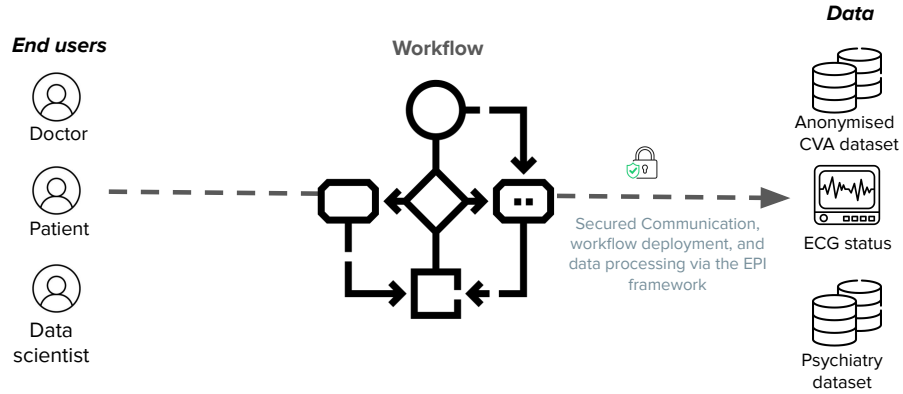 End users
Doctor
Patient
Data
scientist
Workflow
Secured Communication,
workflow deployment, and
data processing via the EPI
framework
Data
Anonymised
CVA dataset
ECG status
Psychiatry
dataset